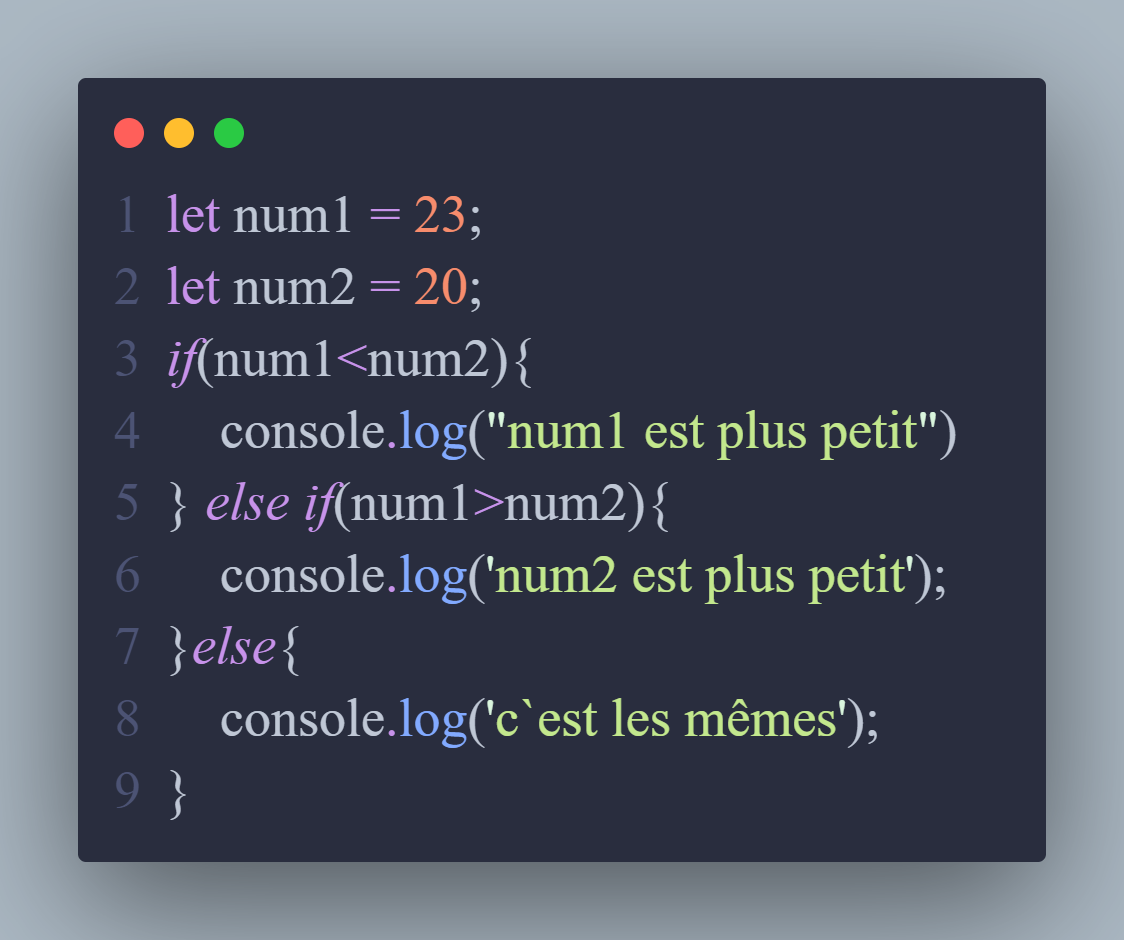 1 let num1 = 23;
2 let num2 = 20;
3 if(num1<num2){
4    console.log("num1 est plus petit")
5 } else if(num1>num2){
6    console.log('num2 est plus petit');
7 }else{
8    console.log('c`est les mêmes');
9 }